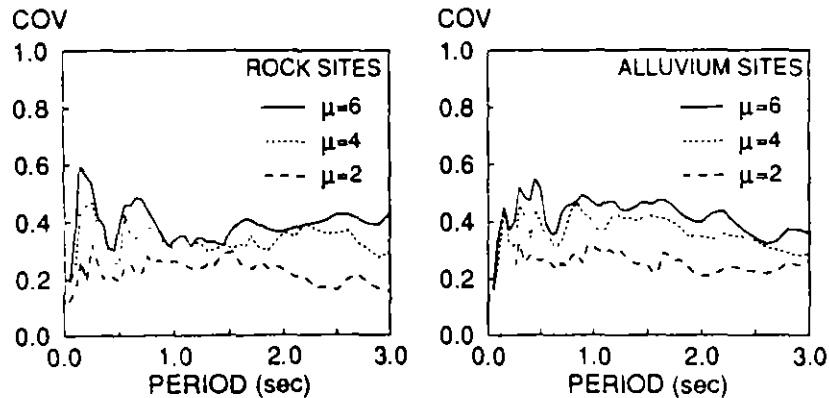 COV
1.0
0.8
0.6
0.4
0.2
0.0
ROCK SITES
μ=6
μ=4
μ=2
0.0
1.0
2.0
3.0
PERIOD (sec)
COV
1.0
0.8
0.6
0.4
0.2
0.0
ALLUVIUM SITES
μ=6
μ=4
μ=2
0.0
1.0
2.0
3.0
PERIOD (sec)